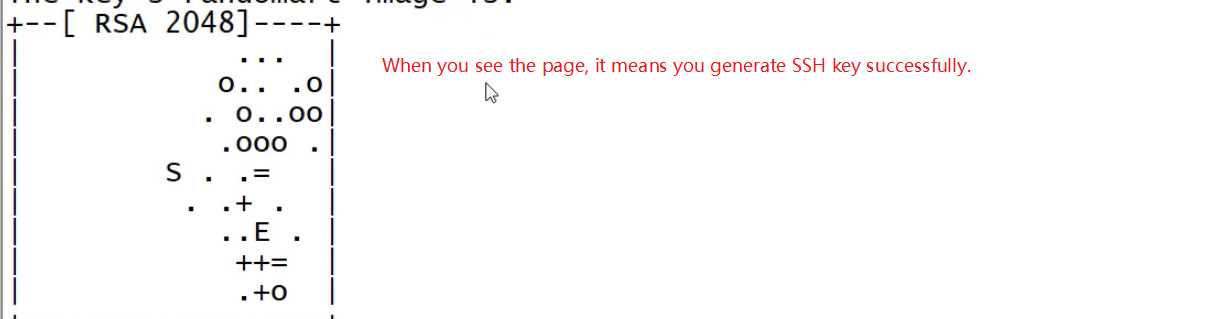 The key's randomart image is:
+--[ RSA 2048]----+
|                ...   |
|              o.. .o|
|             . o..oo|
|              .ooo .|
|          S . .=    |
|           . .+ .   |
|              ..E . |
|               ++=  |
|               .+o  |
When you see the page, it means you generate SSH key successfully.